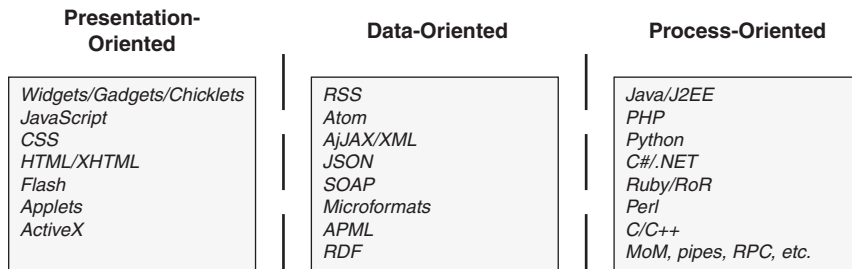 Presentation-
Oriented
Data-Oriented
Process-Oriented
Widgets/Gadgets/Chicklets
JavaScript
CSS
HTML/XHTML
Flash
Applets
ActiveX
RSS
Atom
AjJAX/XML
JSON
SOAP
Microformats
APML
RDF
Java/J2EE
PHP
Python
C#/.NET
Ruby/RoR
Perl
C/C++
MoM, pipes, RPC, etc.